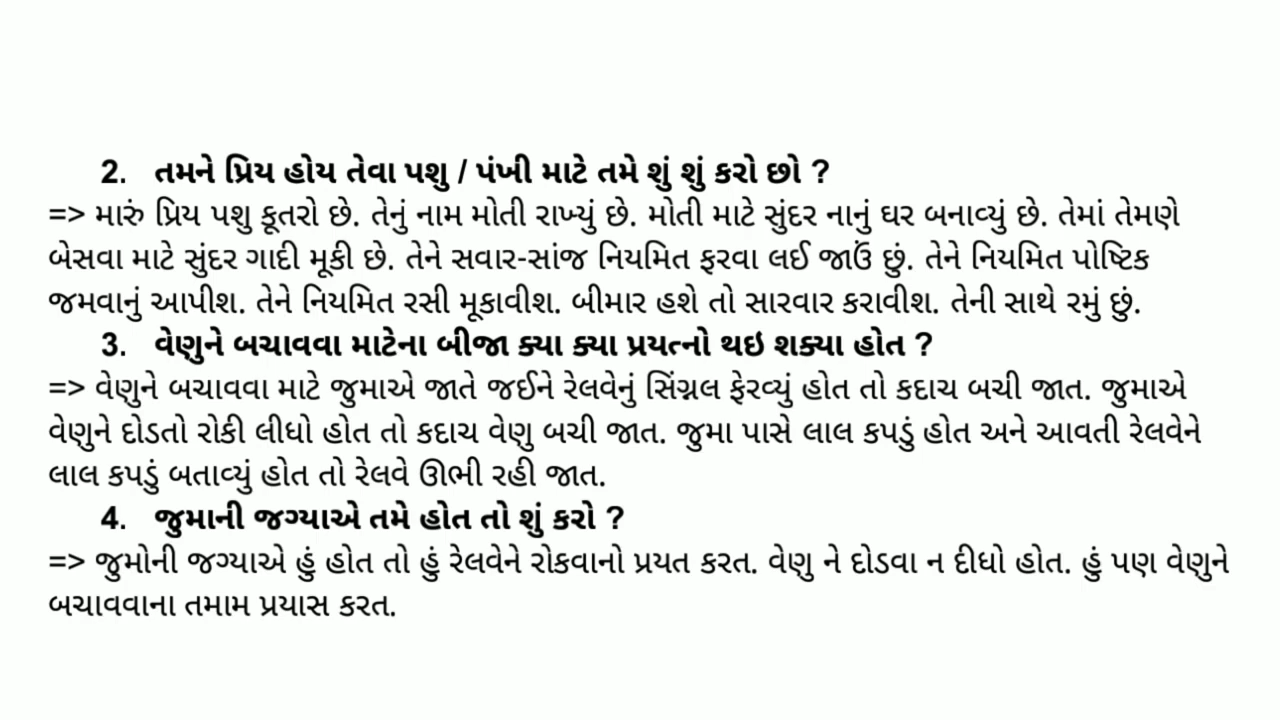 2. તમને પ્રિય હોય તેવા પશુ / પંખી માટે તમે શું શું કરો છો ?
=> મારું પ્રિય પશુ કૂતરો છે. તેનું નામ મોતી રાખ્યું છે. મોતી માટે સુંદર નાનું ઘર બનાવ્યું છે. તેમાં તેમણે
બેસવા માટે સુંદર ગાદી મૂકી છે. તેને સવાર-સાંજ નિયમિત ફરવા લઈ જાઉં છું. તેને નિયમિત પોષ્ટિક
જમવાનું આપીશ. તેને નિયમિત રસી મૂકાવીશ. બીમાર હશે તો સારવાર કરાવીશ. તેની સાથે રમું છું.
3. વેણુને બચાવવા માટેના બીજા ક્યા ક્યા પ્રયત્નો થઇ શક્યા હોત ?
=> વેણુને બચાવવા માટે જુમાએ જાતે જઈને રેલવેનું સિંગ્નલ ફેરવ્યું હોત તો કદાચ બચી જાત. જુમાએ
વેણુને દોડતો રોકી લીધો હોત તો કદાચ વેણુ બચી જાત. જુમા પાસે લાલ કપડું હોત અને આવતી રેલવેને
લાલ કપડું બતાવ્યું હોત તો રેલવે ઊભી રહી જાત.
4. જુમાની જગ્યાએ તમે હોત તો શું કરો ?
=> જુમોની જગ્યાએ હું હોત તો હું રેલવેને રોકવાનો પ્રયત કરત. વેણુ ને દોડવા ન દીધો હોત. હું પણ વેણુને
બચાવવાના તમામ પ્રયાસ કરત.